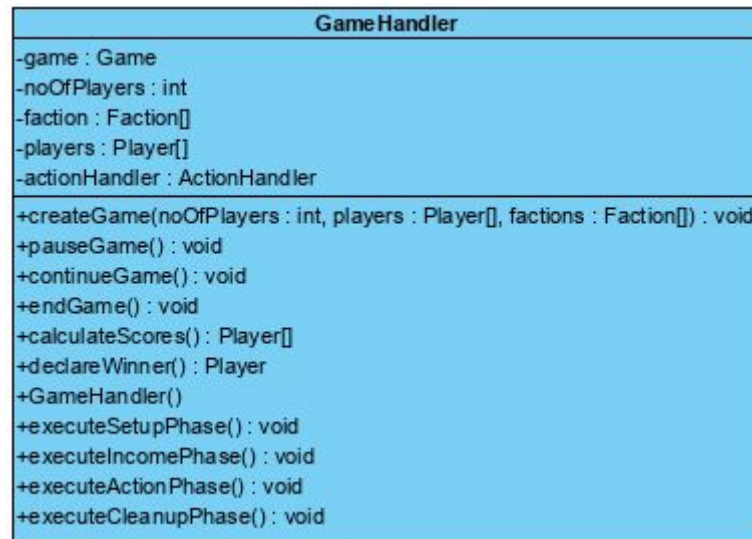 GameHandler
-game : Game
-noOfPlayers : int
-faction : Faction[]
-players : Player[]
-actionHandler : ActionHandler
+createGame(noOfPlayers : int, players : Player[], factions : Faction[]) : void
+pauseGame() : void
+continueGame() : void
+endGame() : void
+calculateScores() : Player[]
+declareWinner() : Player
+GameHandler()
+executeSetupPhase() : void
+executeIncomePhase() : void
+executeActionPhase() : void
+executeCleanupPhase() : void